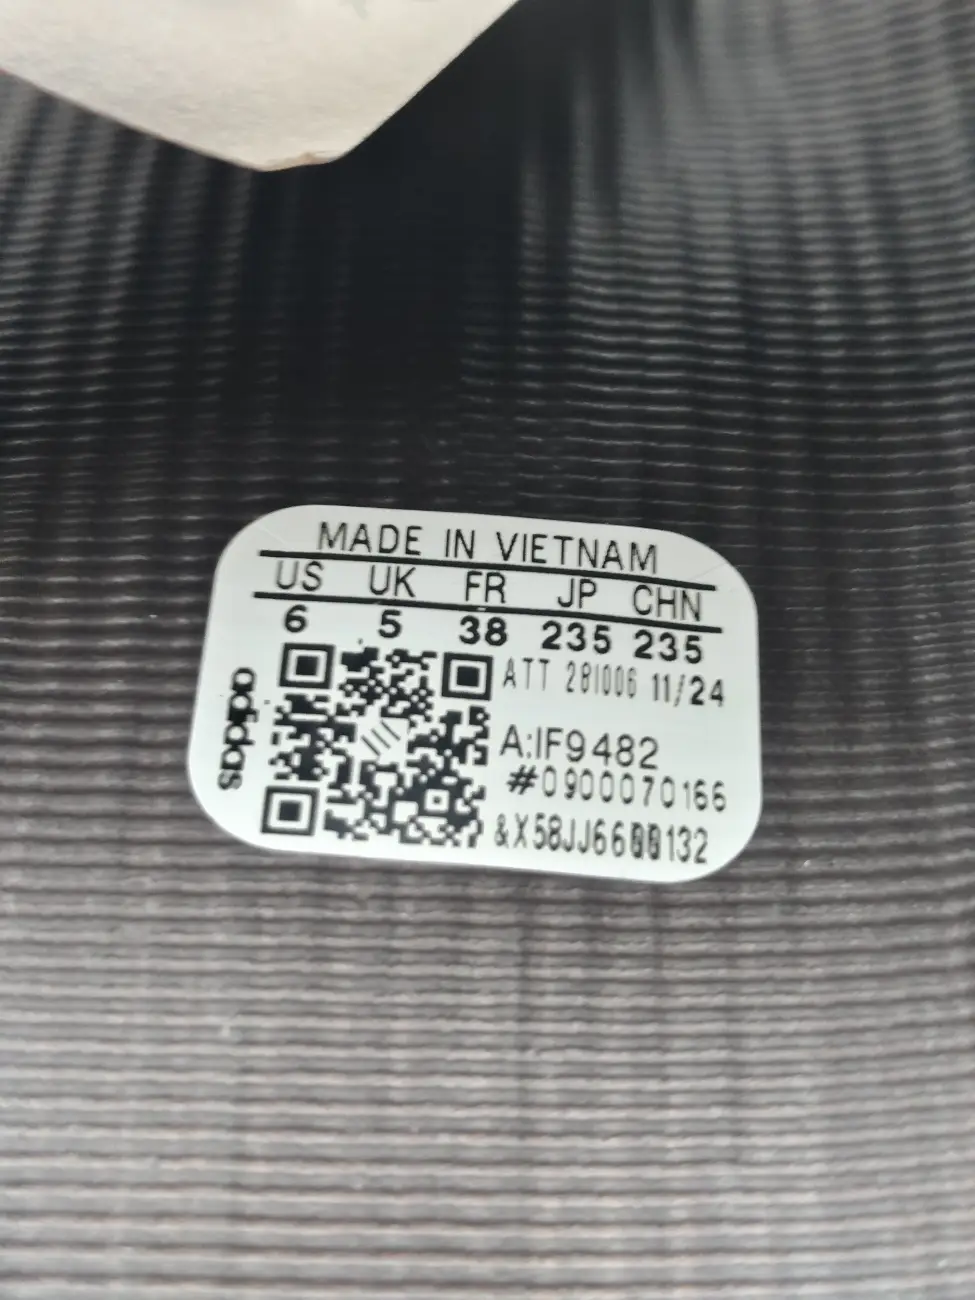 MADE IN VIETNAM
US UK FR JP CHN
6 5 38 235 235
ATT 281006 11/24
A:IF9482
#0900070166
&X58JJ6600132
adidas